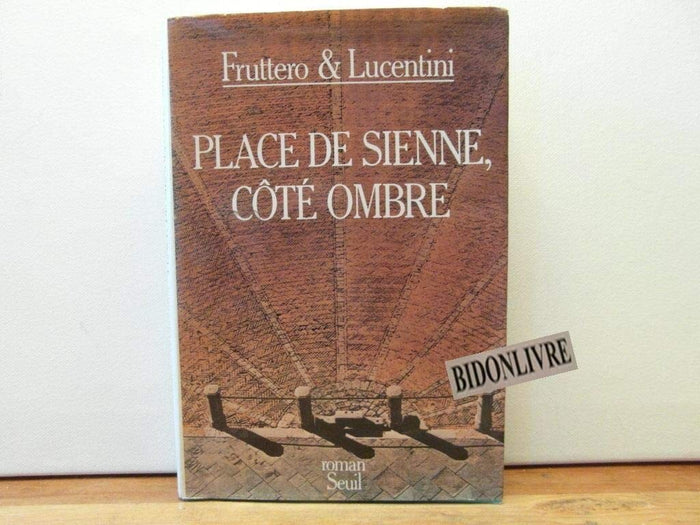 Fruttero & Lucentini
PLACE DE SIENNE,
CÔTÉ OMBRE
BIDONLIVRE
roman
Seuil